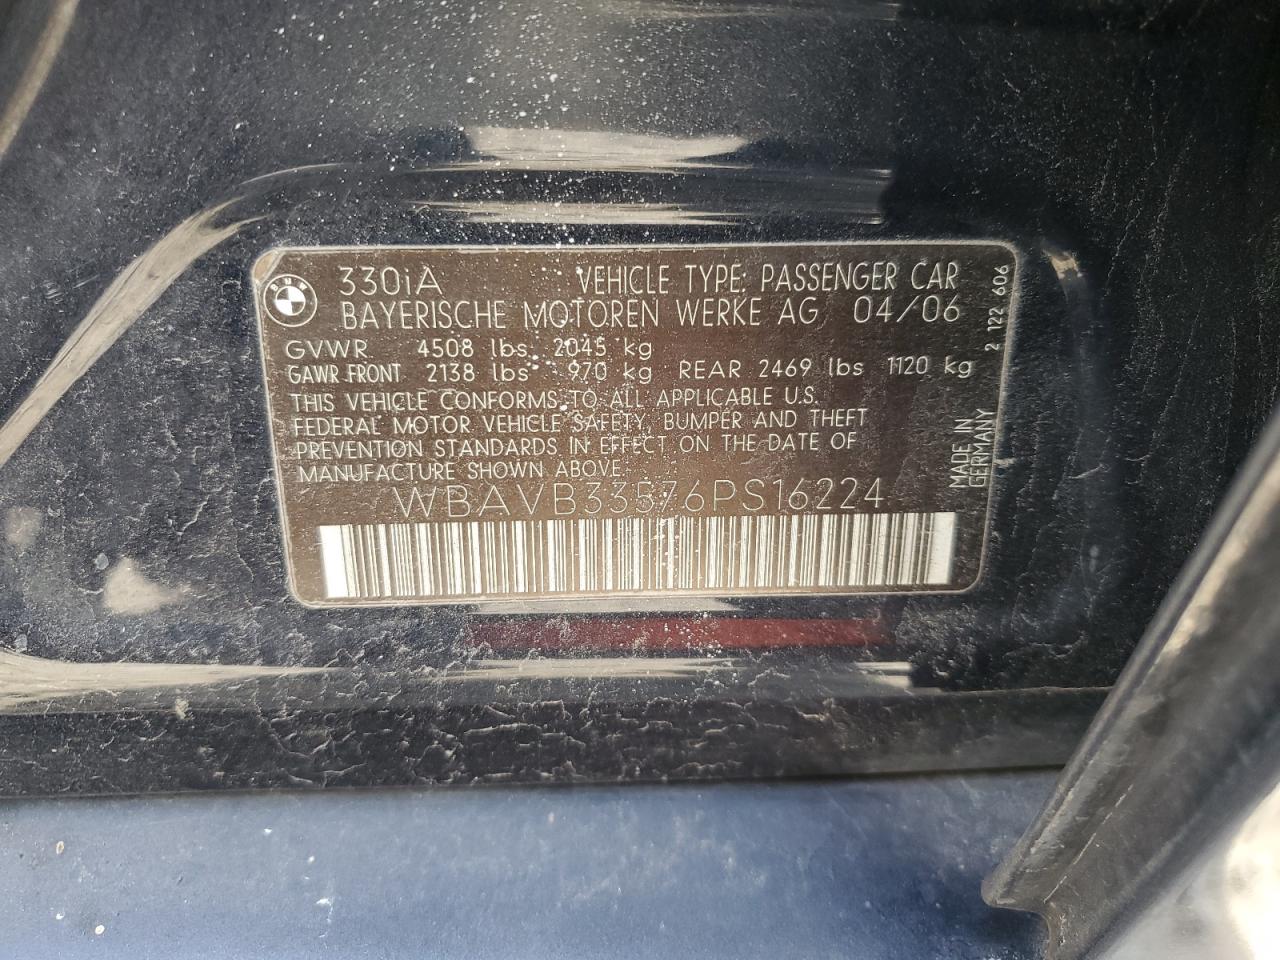 BMW
330iA VEHICLE TYPE: PASSENGER CAR
BAYERISCHE MOTOREN WERKE AG 04/06
GVWR 4508 lbs 2045 kg
GAWR FRONT 2138 lbs 970 kg REAR 2469 lbs 1120 kg
THIS VEHICLE CONFORMS TO ALL APPLICABLE U.S.
FEDERAL MOTOR VEHICLE SAFETY, BUMPER AND THEFT
PREVENTION STANDARDS IN EFFECT ON THE DATE OF
MANUFACTURE SHOWN ABOVE.
WBAVB33576PS16224
2 122 606
MADE IN
GERMANY